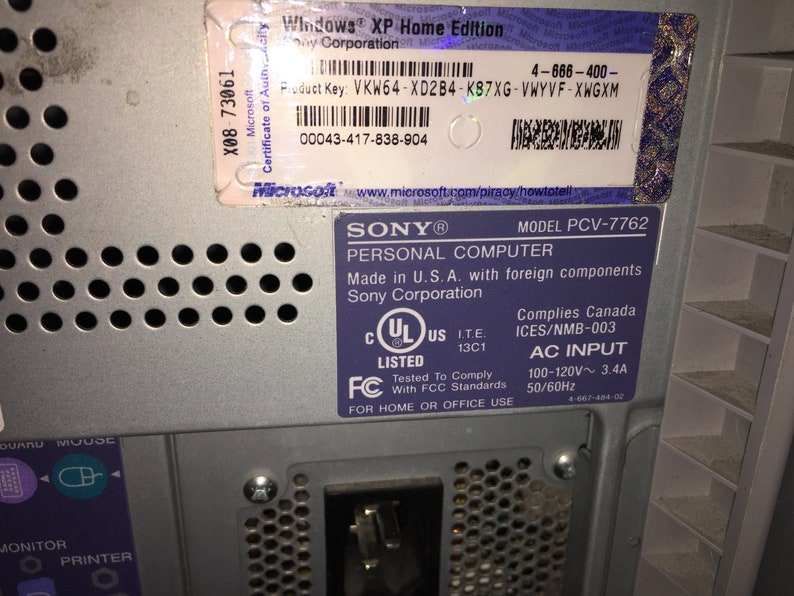 Windows® XP Home Edition
Sony Corporation
4-666-400-
Product Key: VKW64-XD2B4-K87XG-VWYVF-XWGXM
00043-417-838-904
X08-73061
Microsoft
Certificate of Authenticity
Microsoft
www.microsoft.com/piracy/howtotell
SONY® MODEL PCV-7762
PERSONAL COMPUTER
Made in U.S.A. with foreign components
Sony Corporation
C UL® US
LISTED
I.T.E.
13C1
Complies Canada
ICES/NMB-003
AC INPUT
100-120V~ 3.4A
50/60Hz
FC Tested To Comply
With FCC Standards
FOR HOME OR OFFICE USE
4-667-484-02
BOARD MOUSE
MONITOR
PRINTER